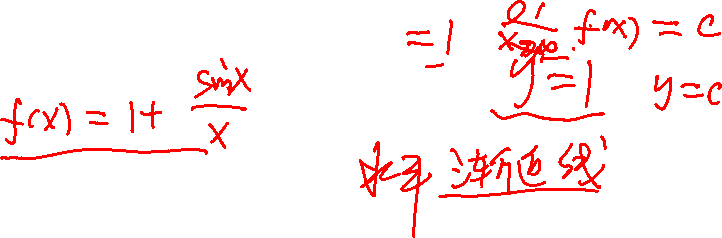 f(x) = 1 + sinx/x
= 1 lim x→∞ f(x) = c
y = 1 y = c
水平渐近线